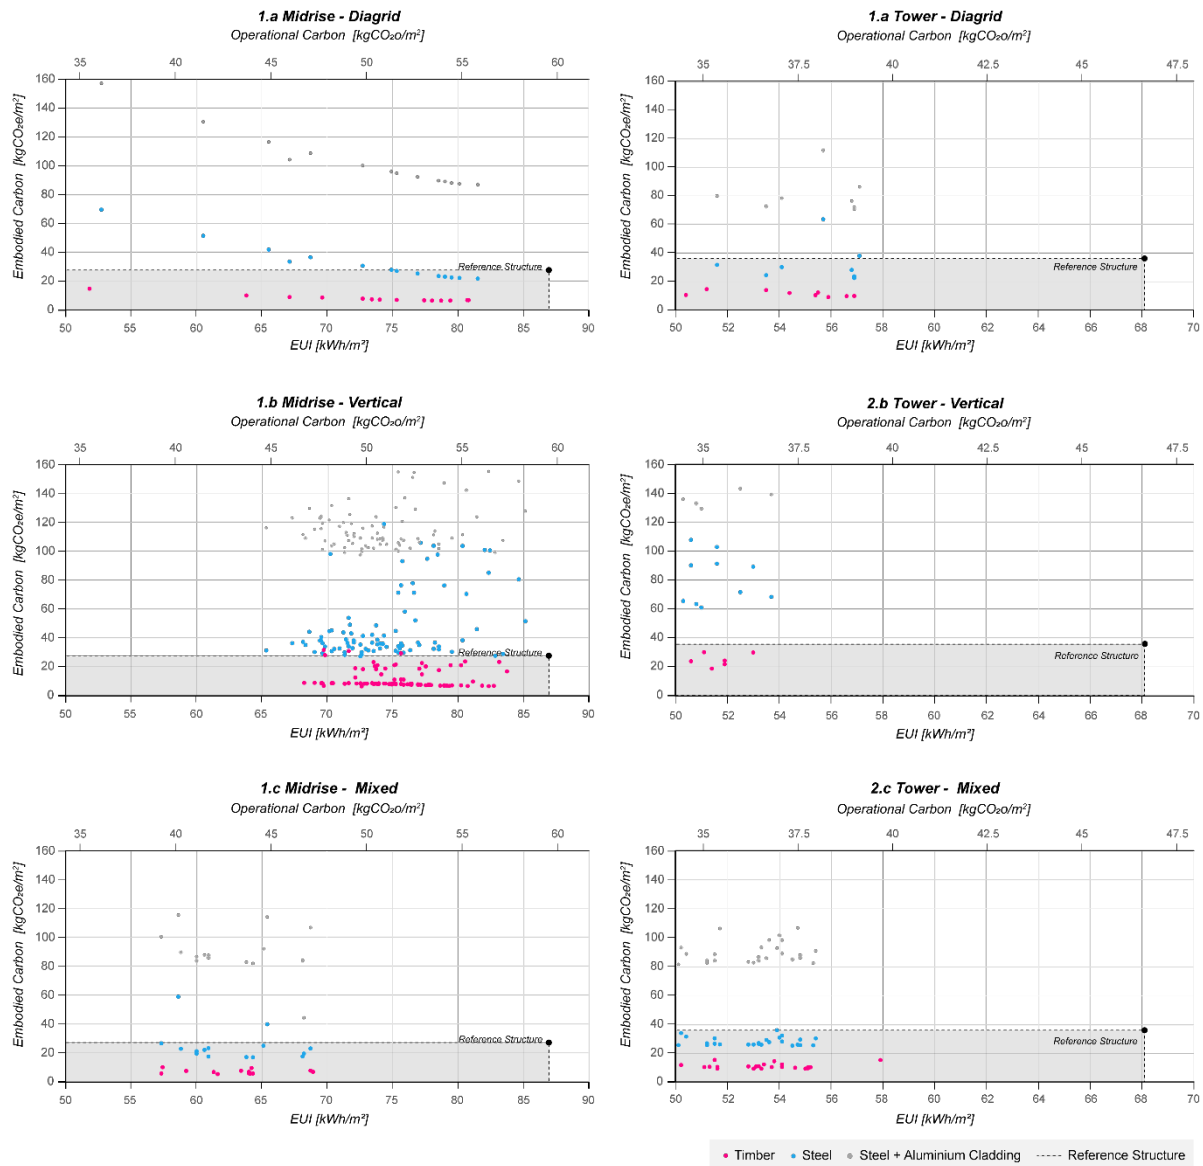 1.a Midrise - Diagrid
Operational Carbon [kgCO₂o/m²]
35 40 45 50 55 60
160
140
120
100
80
60
40
20
0
Embodied Carbon [kgCO₂e/m²]
Reference Structure
50 60 65 70 75 80 90
EUI [kWh/m²]
1.a Tower - Diagrid
Operational Carbon [kgCO₂o/m²]
35 37.5 40 42.5 45 47.5
160
140
120
100
80
60
40
20
0
Embodied Carbon [kgCO₂e/m²]
Reference Structure
50 52 54 56 58 60 62 64 66 68 70
EUI [kWh/m²]
1.b Midrise - Vertical
Operational Carbon [kgCO₂o/m²]
35 40 45 50 55 60
160
140
120
100
80
60
40
20
0
Embodied Carbon [kgCO₂e/m²]
Reference Structure
50 60 65 70 75 80 90
EUI [kWh/m²]
2.b Tower - Vertical
Operational Carbon [kgCO₂o/m²]
35 37.5 40 42.5 45 47.5
160
140
120
100
80
60
40
20
0
Embodied Carbon [kgCO₂e/m²]
Reference Structure
50 52 54 56 58 60 62 64 66 68 70
EUI [kWh/m²]
1.c Midrise - Mixed
Operational Carbon [kgCO₂o/m²]
35 40 45 50 55 60
160
140
120
100
80
60
40
20
0
Embodied Carbon [kgCO₂e/m²]
Reference Structure
50 60 65 70 75 80 90
EUI [kWh/m²]
2.c Tower - Mixed
Operational Carbon [kgCO₂o/m²]
35 37.5 40 42.5 45 47.5
160
140
120
100
80
60
40
20
0
Embodied Carbon [kgCO₂e/m²]
Reference Structure
50 52 54 56 58 60 62 64 66 68 70
EUI [kWh/m²]
Timber Steel Steel + Aluminium Cladding Reference Structure